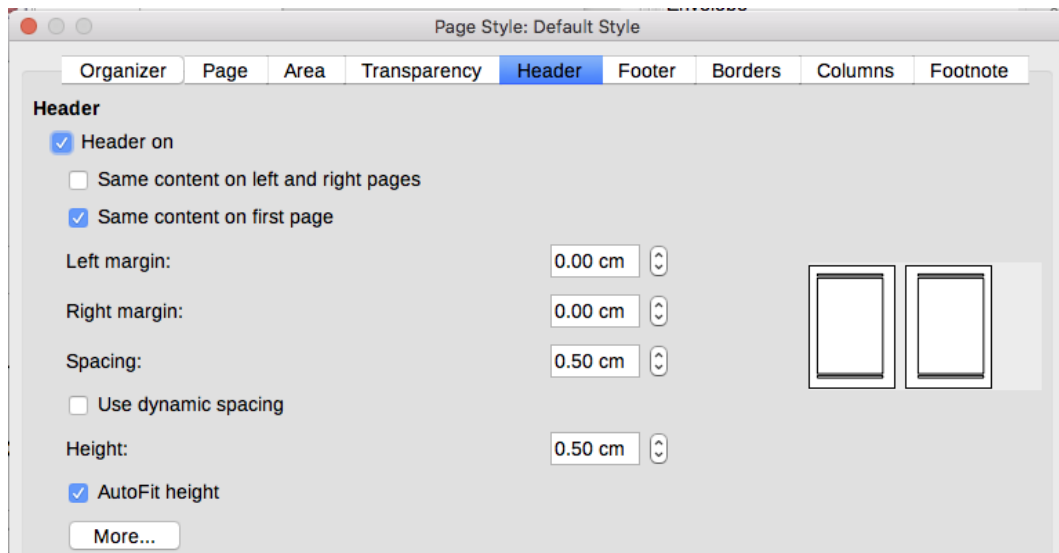 Page Style: Default Style
Organizer Page Area Transparency Header Footer Borders Columns Footnote
Header
Header on
Same content on left and right pages
Same content on first page
Left margin: 0.00 cm
Right margin: 0.00 cm
Spacing: 0.50 cm
Use dynamic spacing
Height: 0.50 cm
AutoFit height
More...